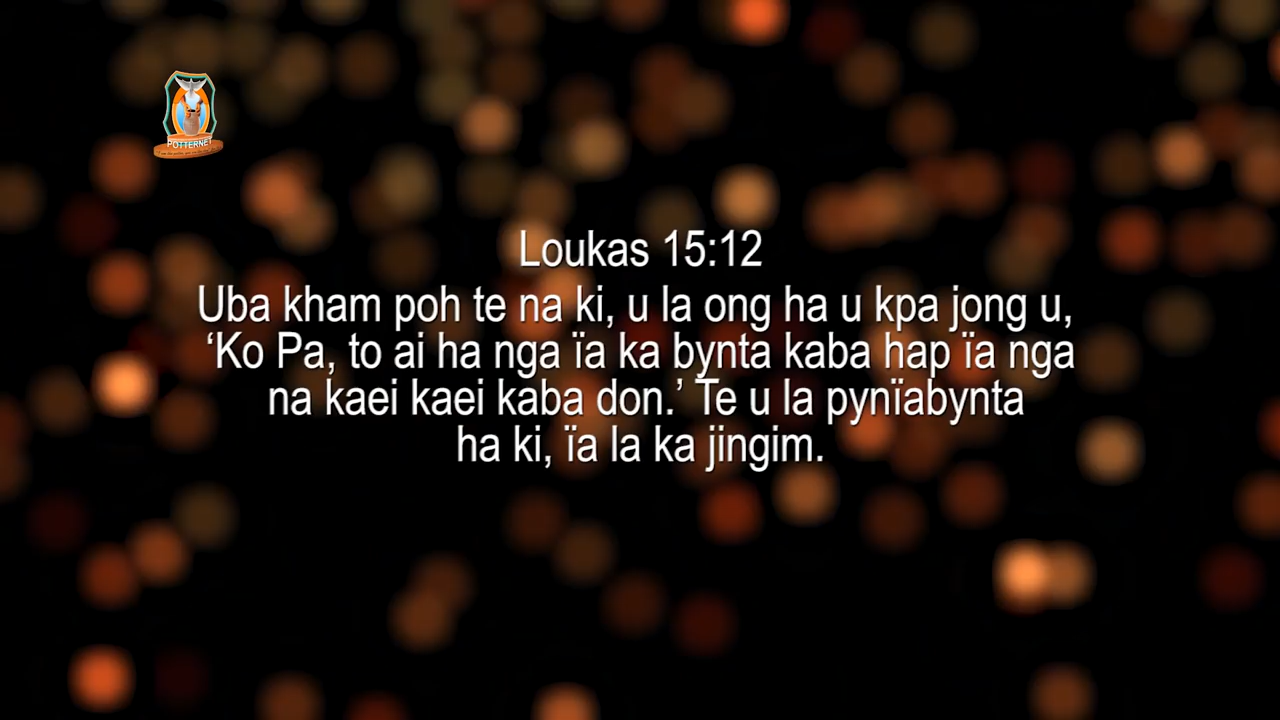 POTTERNET
Loukas 15:12
Uba kham poh te na ki, u la ong ha u kpa jong u,
‘Ko Pa, to ai ha nga ïa ka bynta kaba hap ïa nga
na kaei kaei kaba don.’ Te u la pynïabynta
ha ki, ïa la ka jingim.